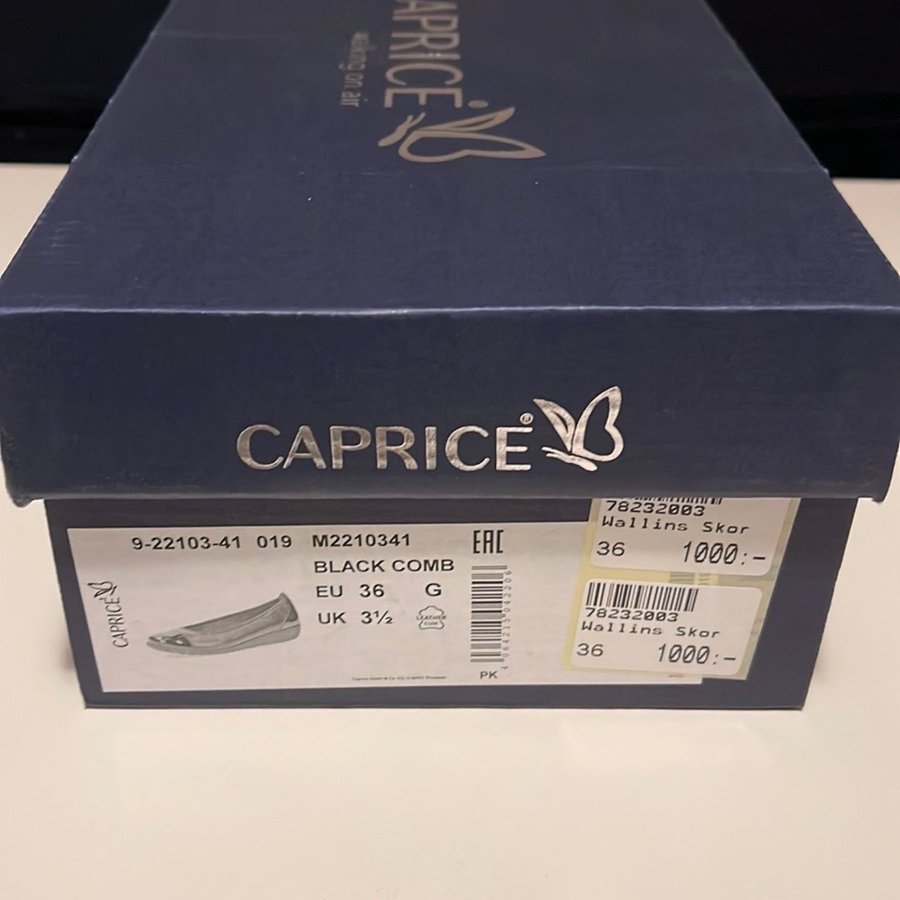 CAPRICE
walking on air
CAPRICE
9-22103-41 019 M2210341
BLACK COMB
EU 36 G
UK 3½
LEATHER
CAPRICE
EAC
PK
78232003
Wallins Skor
36 1000:-
78232003
Wallins Skor
36 1000:-